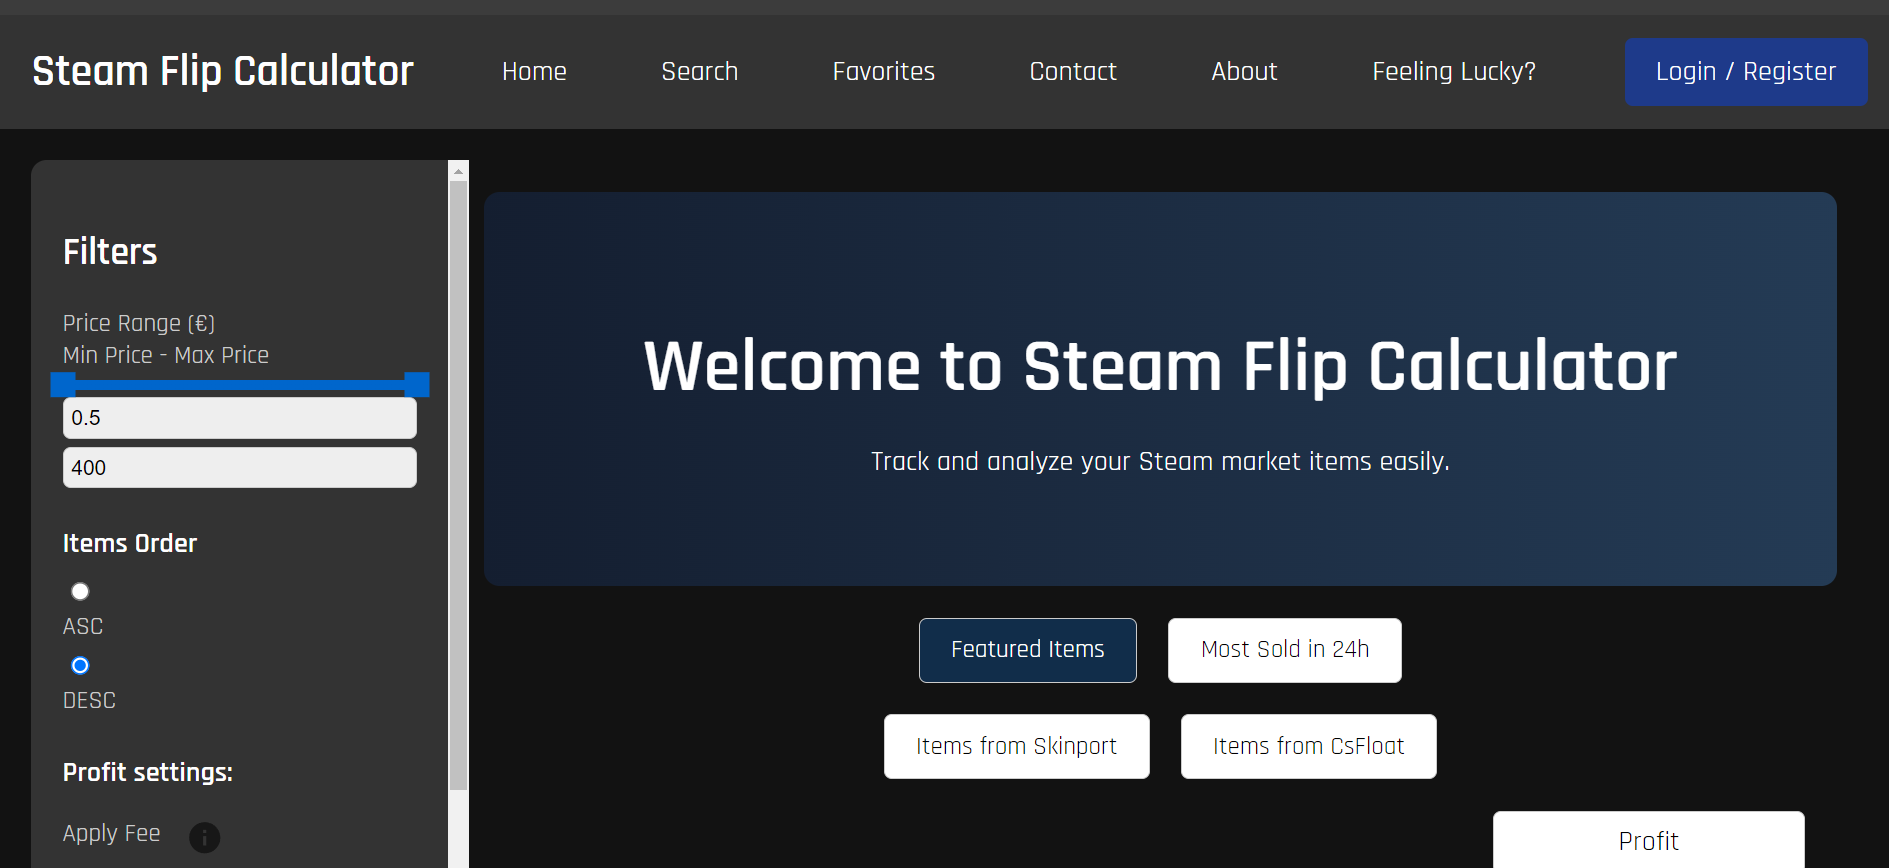 Steam Flip Calculator
Home
Search
Favorites
Contact
About
Feeling Lucky?
Login / Register
Filters
Price Range (€)
Min Price - Max Price
0.5
400
Items Order
ASC
DESC
Profit settings:
Apply Fee
Welcome to Steam Flip Calculator
Track and analyze your Steam market items easily.
Featured Items
Most Sold in 24h
Items from Skinport
Items from CsFloat
Profit